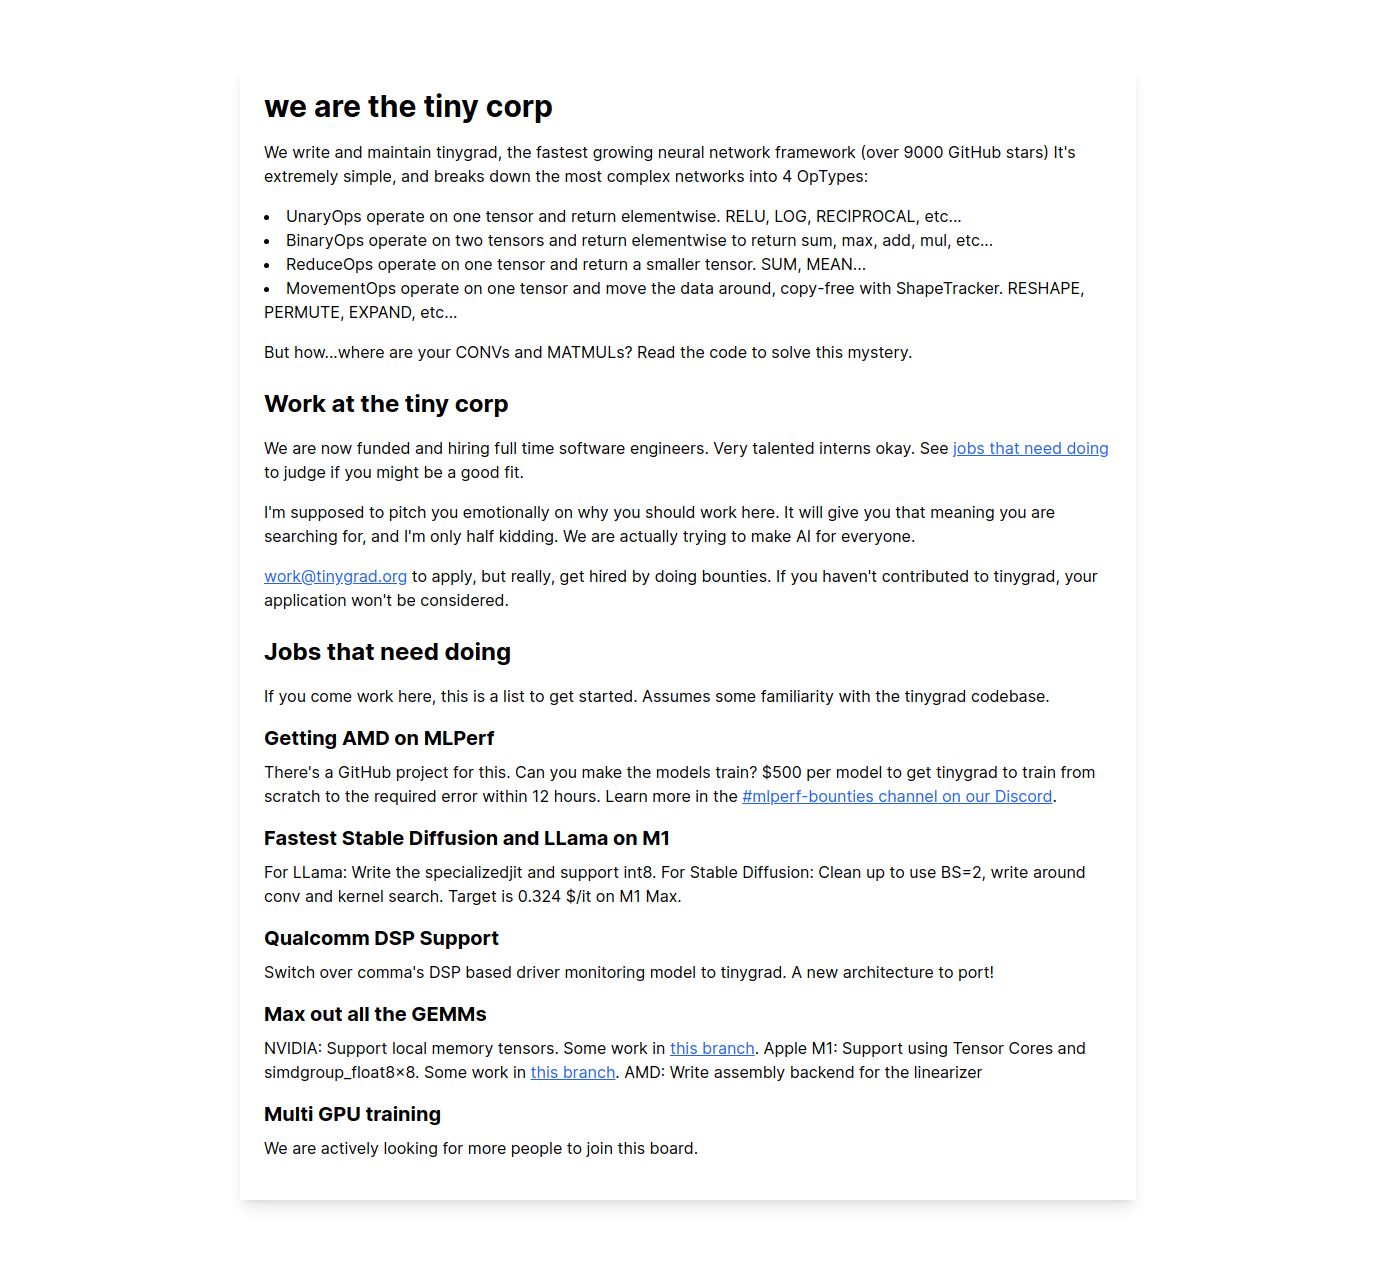 we are the tiny corp
We write and maintain tinygrad, the fastest growing neural network framework (over 9000 GitHub stars) It's
extremely simple, and breaks down the most complex networks into 4 OpTypes:
• UnaryOps operate on one tensor and return elementwise. RELU, LOG, RECIPROCAL, etc...
• BinaryOps operate on two tensors and return elementwise to return sum, max, add, mul, etc...
• ReduceOps operate on one tensor and return a smaller tensor. SUM, MEAN...
• MovementOps operate on one tensor and move the data around, copy-free with ShapeTracker. RESHAPE,
PERMUTE, EXPAND, etc...
But how...where are your CONVs and MATMULs? Read the code to solve this mystery.
Work at the tiny corp
We are now funded and hiring full time software engineers. Very talented interns okay. See jobs that need doing
to judge if you might be a good fit.
I'm supposed to pitch you emotionally on why you should work here. It will give you that meaning you are
searching for, and I'm only half kidding. We are actually trying to make AI for everyone.
work@tinygrad.org to apply, but really, get hired by doing bounties. If you haven't contributed to tinygrad, your
application won't be considered.
Jobs that need doing
If you come work here, this is a list to get started. Assumes some familiarity with the tinygrad codebase.
Getting AMD on MLPerf
There's a GitHub project for this. Can you make the models train? $500 per model to get tinygrad to train from
scratch to the required error within 12 hours. Learn more in the #mlperf-bounties channel on our Discord.
Fastest Stable Diffusion and LLama on M1
For LLama: Write the specializedjit and support int8. For Stable Diffusion: Clean up to use BS=2, write around
conv and kernel search. Target is 0.324 $/it on M1 Max.
Qualcomm DSP Support
Switch over comma's DSP based driver monitoring model to tinygrad. A new architecture to port!
Max out all the GEMMs
NVIDIA: Support local memory tensors. Some work in this branch. Apple M1: Support using Tensor Cores and
simdgroup_float8×8. Some work in this branch. AMD: Write assembly backend for the linearizer
Multi GPU training
We are actively looking for more people to join this board.